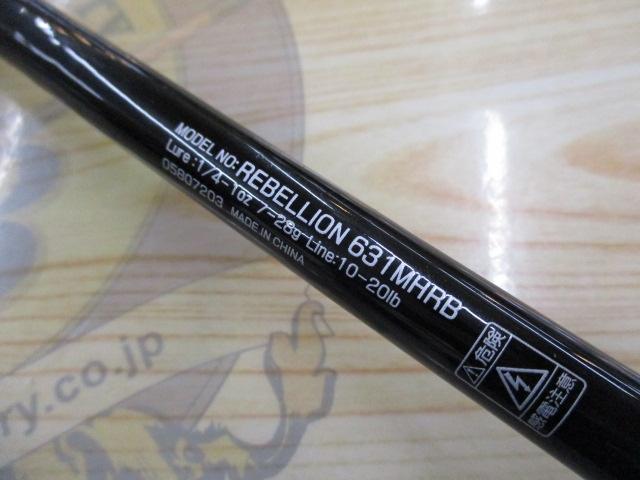 MODEL NO:REBELLION 631MHRB
Lure:1/4-1oz 7-28g Line:10-20lb
05807203 MADE.IN CHINA
⚠危険
感電注意
ry.co.jp